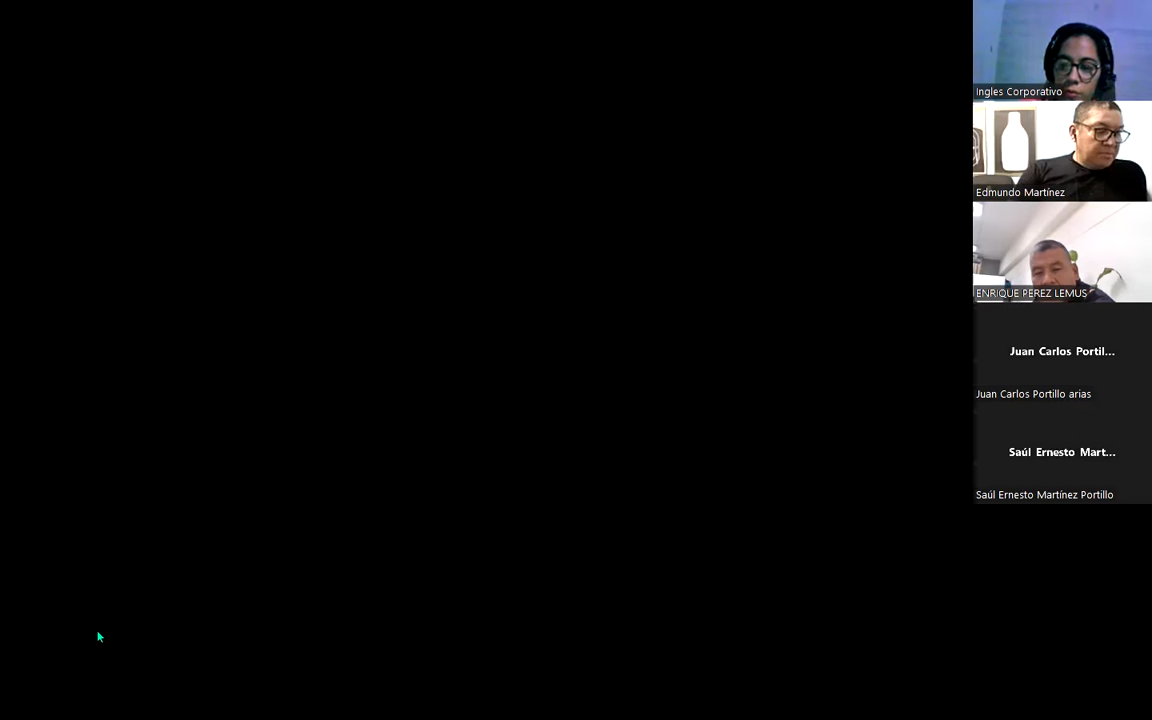 Ingles Corporativo
Edmundo Martínez
ENRIQUE PEREZ LEMUS
Juan Carlos Portil...
Juan Carlos Portillo arias
Saúl Ernesto Mart...
Saúl Ernesto Martínez Portillo